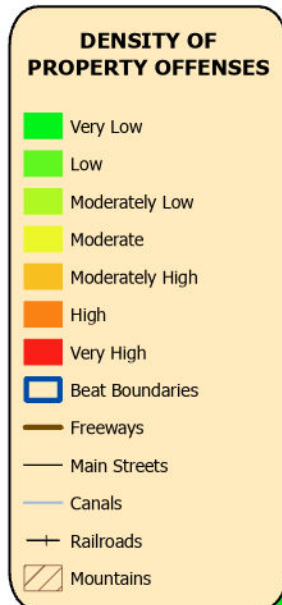 DENSITY OF
PROPERTY OFFENSES
Very Low
Low
Moderately Low
Moderate
Moderately High
High
Very High
Beat Boundaries
Freeways
Main Streets
Canals
Railroads
Mountains